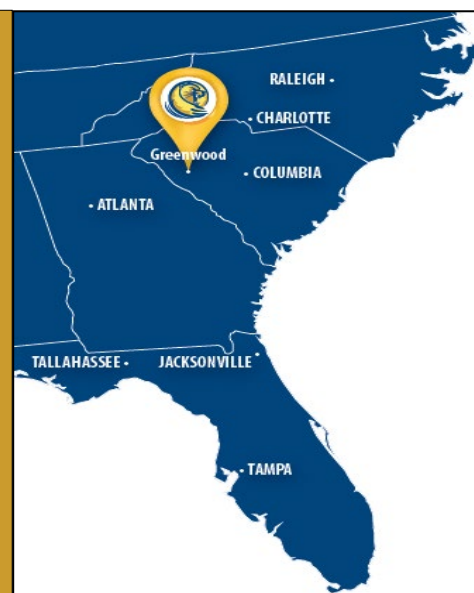 RALEIGH
CHARLOTTE
Greenwood
COLUMBIA
ATLANTA
TALLAHASSEE
JACKSONVILLE
TAMPA